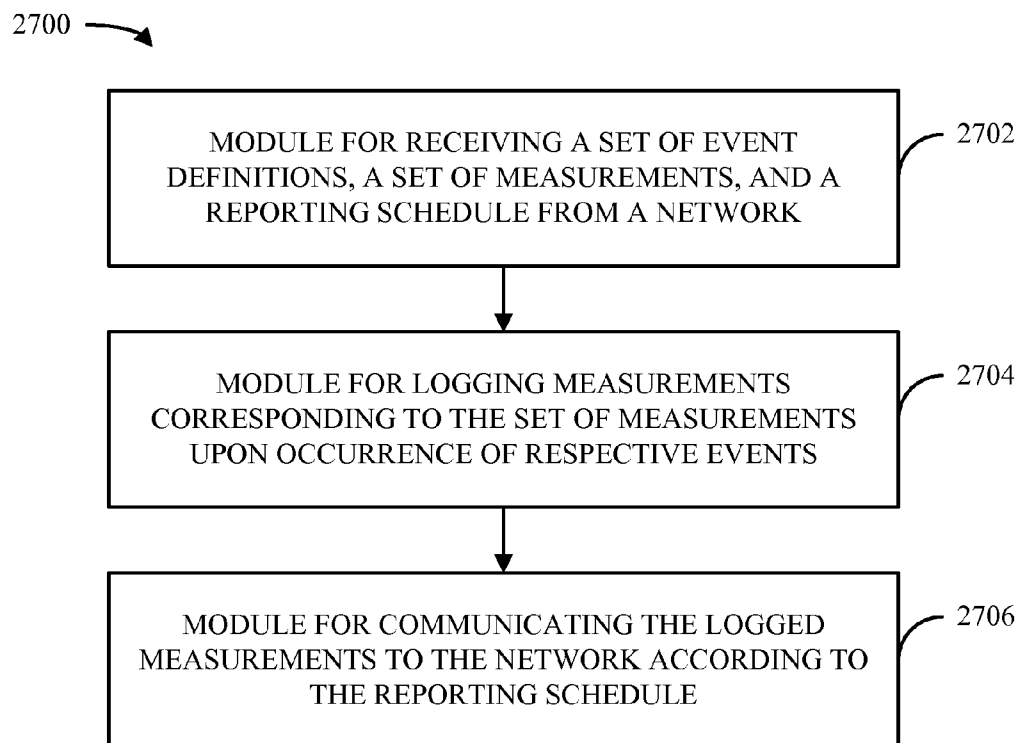 2700
MODULE FOR RECEIVING A SET OF EVENT
DEFINITIONS, A SET OF MEASUREMENTS, AND A
REPORTING SCHEDULE FROM A NETWORK
2702
MODULE FOR LOGGING MEASUREMENTS
CORRESPONDING TO THE SET OF MEASUREMENTS
UPON OCCURRENCE OF RESPECTIVE EVENTS
2704
MODULE FOR COMMUNICATING THE LOGGED
MEASUREMENTS TO THE NETWORK ACCORDING TO
THE REPORTING SCHEDULE
2706